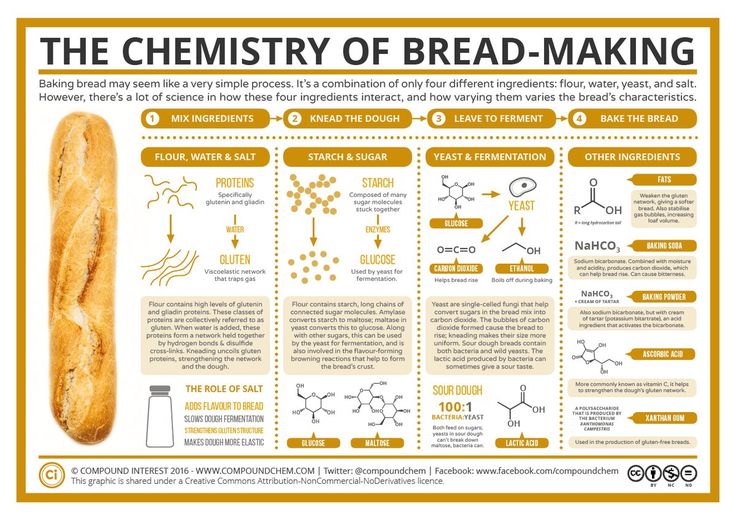 THE CHEMISTRY OF BREAD-MAKING
Baking bread may seem like a very simple process. It's a combination of only four different ingredients: flour, water, yeast, and salt.
However, there's a lot of science in how these four ingredients interact, and how varying them varies the bread's characteristics.
1 MIX INGREDIENTS
2 KNEAD THE DOUGH
3 LEAVE TO FERMENT
4 BAKE THE BREAD
FLOUR, WATER & SALT
PROTEINS
Specifically
glutenin and gliadin
WATER
GLUTEN
Viscoelastic network
that traps gas
Flour contains high levels of glutenin
and gliadin proteins. These classes of
proteins are collectively referred to as
gluten. When water is added, these
proteins form a network held together
by hydrogen bonds & disulfide
cross-links. Kneading uncoils gluten
proteins, strengthening the network
and the dough.
THE ROLE OF SALT
ADDS FLAVOUR TO BREAD
SLOWS DOUGH FERMENTATION
STRENGTHENS GLUTEN STRUCTURE
MAKES DOUGH MORE ELASTIC
STARCH & SUGAR
STARCH
Composed of many
sugar molecules
stuck together
ENZYMES
GLUCOSE
Used by yeast for
fermentation.
Flour contains starch, long chains of
connected sugar molecules. Amylase
converts starch to maltose; maltase in
yeast converts this to glucose. Along
with other sugars, this can be used
by the yeast for fermentation, and is
also involved in the flavour-forming
browning reactions that help to form
the bread's crust.
GLUCOSE
MALTOSE
YEAST & FERMENTATION
GLUCOSE
YEAST
O=C=O
OH
CARBON DIOXIDE
Helps bread rise
ETHANOL
Boils off during baking
Yeast are single-celled fungi that help
convert sugars in the bread mix into
carbon dioxide. The bubbles of carbon
dioxide formed cause the bread to
rise; kneading makes their size more
uniform. Sour dough breads contain
both bacteria and wild yeasts. The
lactic acid produced by bacteria can
sometimes give a sour taste.
SOUR DOUGH
100:1
BACTERIA:YEAST
Both feed on sugars;
yeasts in sour dough
can't break down
maltose, bacteria can.
LACTIC ACID
OTHER INGREDIENTS
O
R OH
R = long hydrocarbon tail
FATS
Weaken the gluten
network, giving a softer
bread. Also stabilise
gas bubbles, increasing
loaf volume.
NaHCO3
BAKING SODA
Sodium bicarbonate. Combined with moisture
and acidity, produces carbon dioxide, which
can help bread rise. Can cause bitterness.
NaHCO3
+ CREAM OF TARTAR
BAKING POWDER
Also sodium bicarbonate, but with cream
of tartar (potassium bitartrate), an acid
ingredient that activates the bicarbonate.
ASCORBIC ACID
More commonly known as vitamin C, it helps
to strengthen the dough's gluten network.
A POLYSACCHARIDE
THAT IS PRODUCED BY
THE BACTERIUM
XANTHOMONAS
CAMPESTRIS
XANTHAN GUM
Used in the production of gluten-free breads.
Ci
© COMPOUND INTEREST 2016 - WWW.COMPOUNDCHEM.COM | Twitter: @compoundchem | Facebook: www.facebook.com/compoundchem
This graphic is shared under a Creative Commons Attribution-NonCommercial-NoDerivatives licence.
BY NC ND